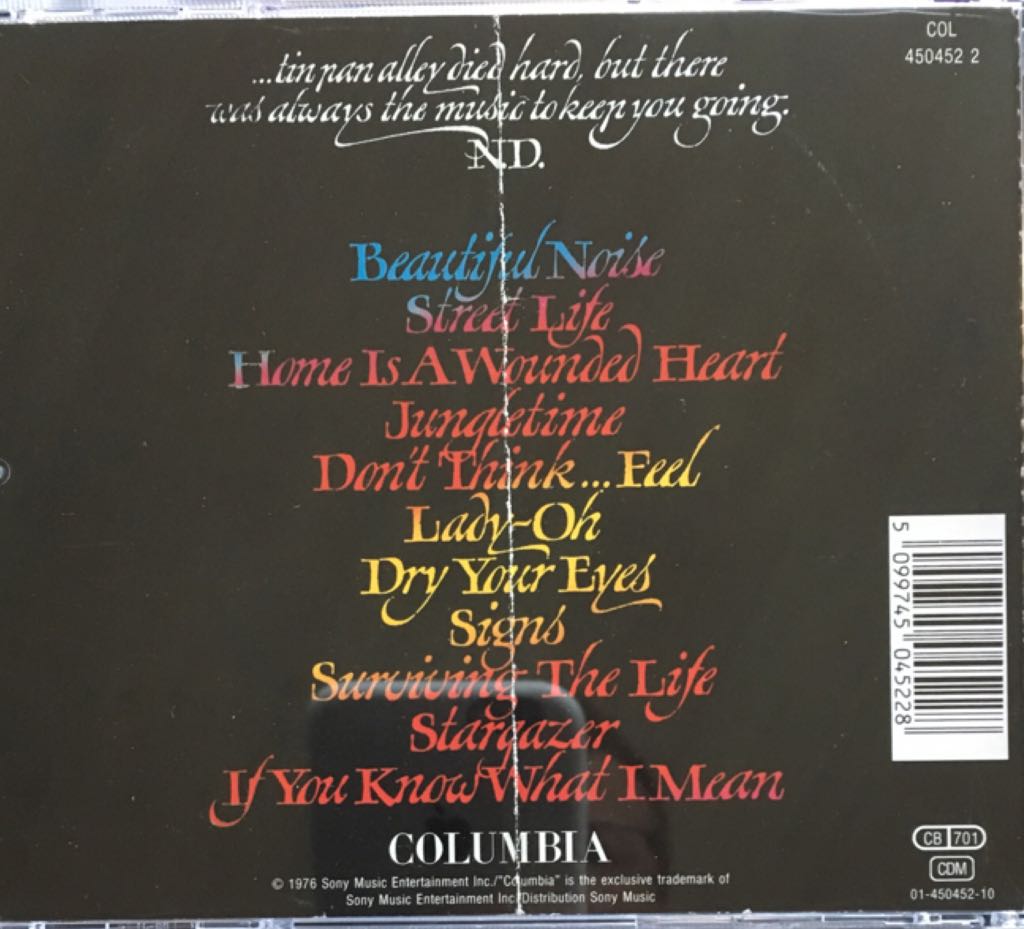 COL
450452 2
...tin pan alley died hard, but there
was always the music to keep you going.
N.D.
Beautiful Noise
Street Life
Home Is A Wounded Heart
Jungletime
Don't Think...Feel
Lady-Oh
Dry Your Eyes
Signs
Surviving The Life
Stargazer
If You Know What I Mean
5 099745 045228
COLUMBIA
© 1976 Sony Music Entertainment Inc./"Columbia" is the exclusive trademark of
Sony Music Entertainment Inc/Distribution Sony Music
CB 701
CDM
01-450452-10